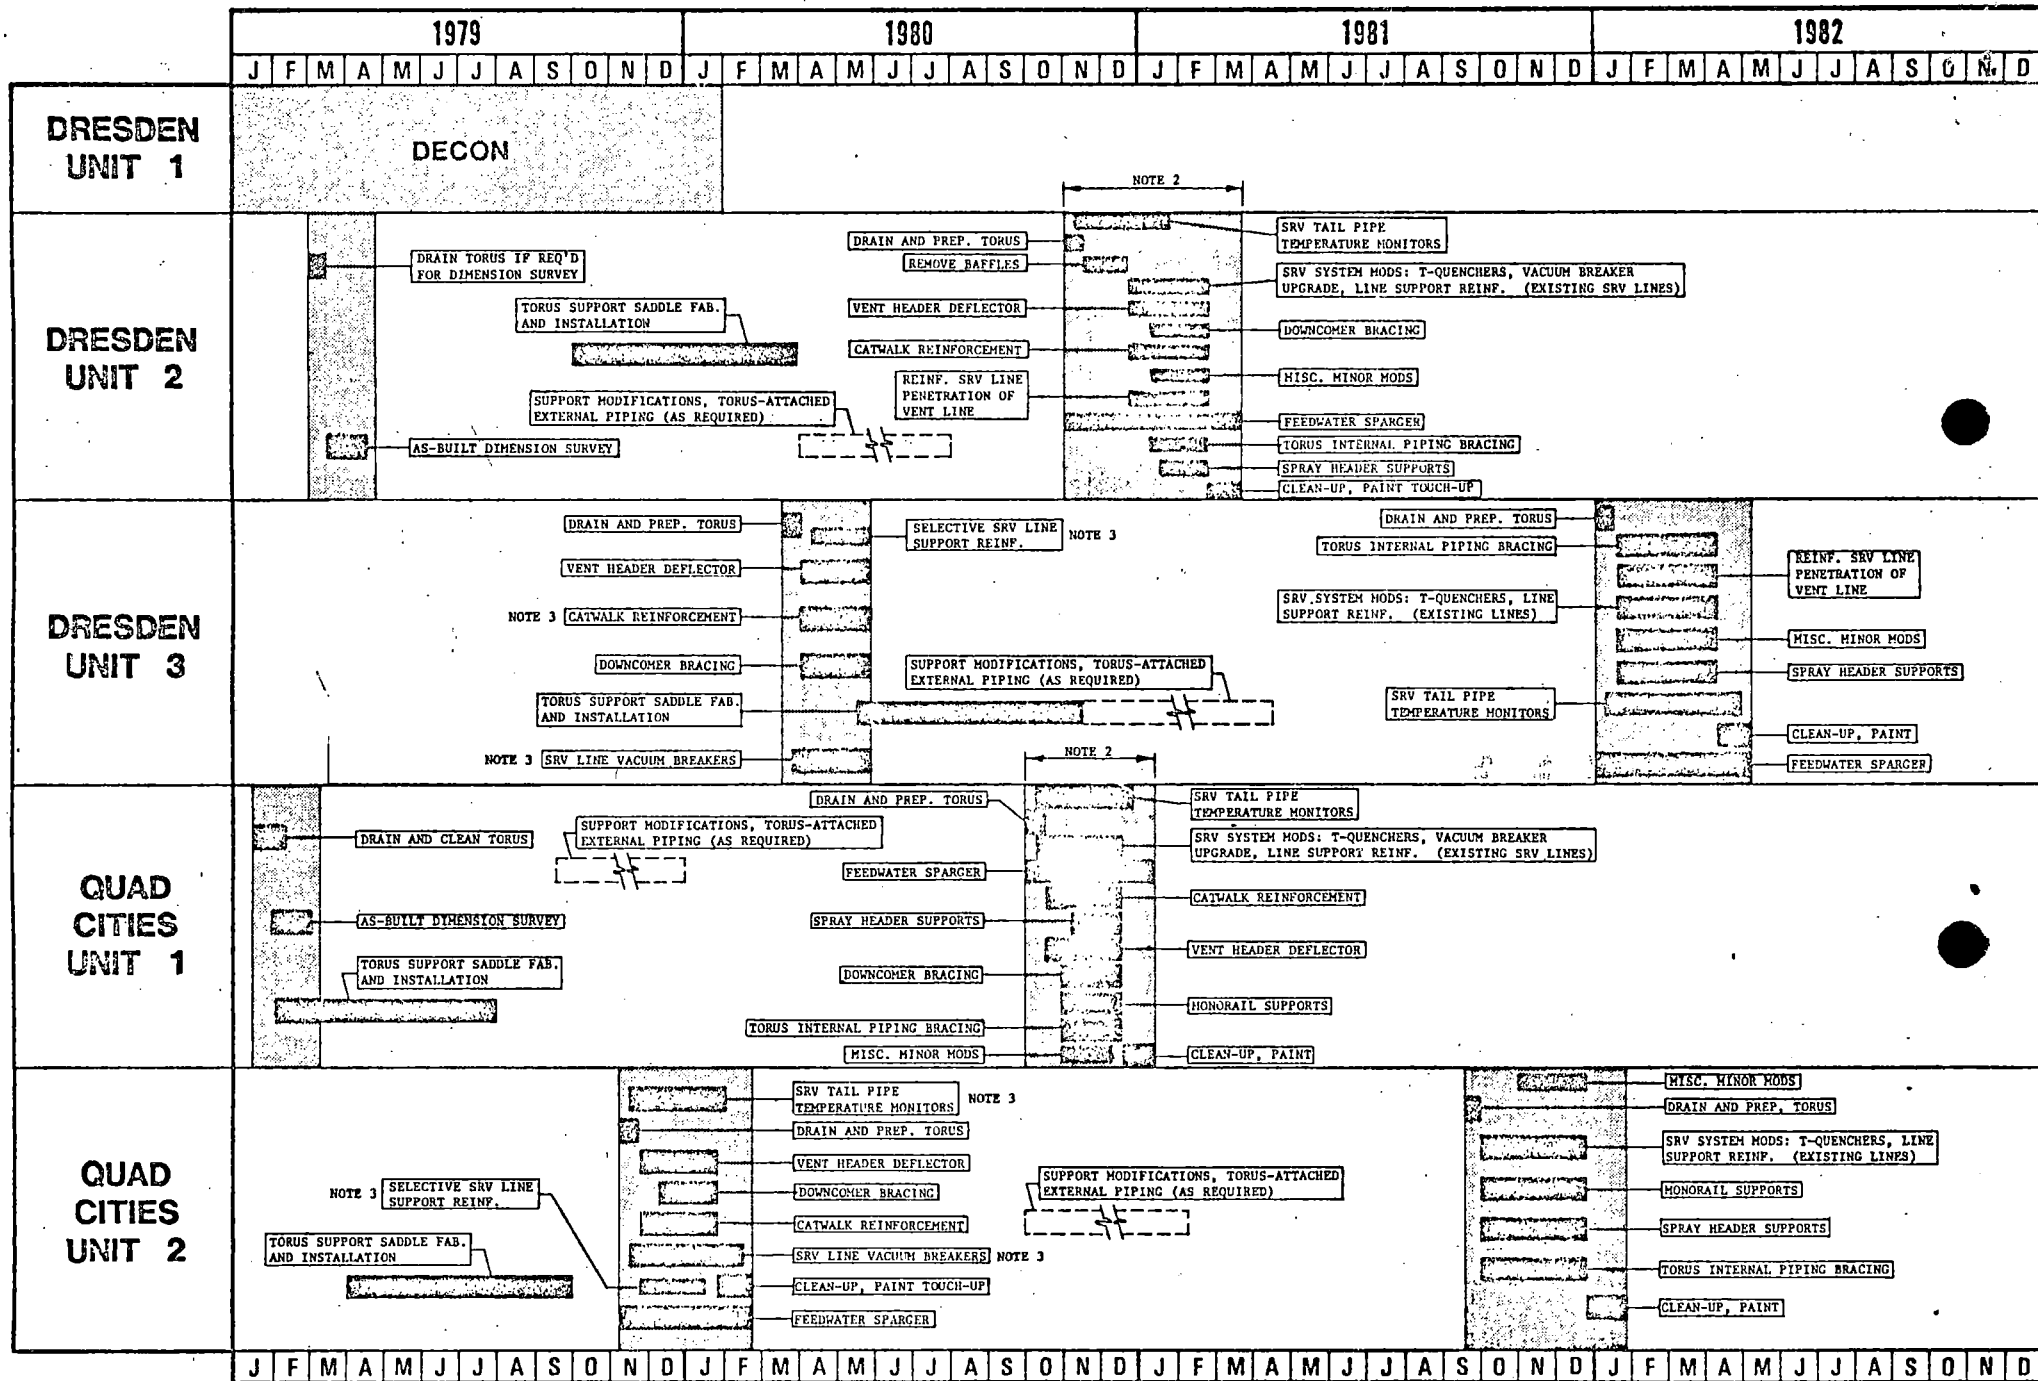 1979 1980 1981 1982
J F M A M J J A S O N D J F M A M J J A S O N D J F M A M J J A S O N D J F M A M J J A S O N D
DRESDEN
UNIT 1
DECON
NOTE 2
DRESDEN
UNIT 2
DRAIN TORUS IF REQ'D
FOR DIMENSION SURVEY
TORUS SUPPORT SADDLE FAB.
AND INSTALLATION
SUPPORT MODIFICATIONS, TORUS-ATTACHED
EXTERNAL PIPING (AS REQUIRED)
AS-BUILT DIMENSION SURVEY
DRAIN AND PREP. TORUS
REMOVE BAFFLES
VENT HEADER DEFLECTOR
CATWALK REINFORCEMENT
REINF. SRV LINE
PENETRATION OF
VENT LINE
SRV TAIL PIPE
TEMPERATURE MONITORS
SRV SYSTEM MODS: T-QUENCHERS, VACUUM BREAKER
UPGRADE, LINE SUPPORT REINF. (EXISTING SRV LINES)
DOWNCOMER BRACING
MISC. MINOR MODS
FEEDWATER SPARGER
TORUS INTERNAL PIPING BRACING
SPRAY HEADER SUPPORTS
CLEAN-UP, PAINT TOUCH-UP
DRESDEN
UNIT 3
DRAIN AND PREP. TORUS
VENT HEADER DEFLECTOR
NOTE 3 CATWALK REINFORCEMENT
DOWNCOMER BRACING
TORUS SUPPORT SADDLE FAB.
AND INSTALLATION
NOTE 3 SRV LINE VACUUM BREAKERS
SELECTIVE SRV LINE
SUPPORT REINF.
NOTE 3
SUPPORT MODIFICATIONS, TORUS-ATTACHED
EXTERNAL PIPING (AS REQUIRED)
DRAIN AND PREP. TORUS
TORUS INTERNAL PIPING BRACING
SRV SYSTEM MODS: T-QUENCHERS, LINE
SUPPORT REINF. (EXISTING LINES)
SRV TAIL PIPE
TEMPERATURE MONITORS
REINF. SRV LINE
PENETRATION OF
VENT LINE
MISC. MINOR MODS
SPRAY HEADER SUPPORTS
CLEAN-UP, PAINT
FEEDWATER SPARGER
NOTE 2
QUAD
CITIES
UNIT 1
DRAIN AND CLEAN TORUS
SUPPORT MODIFICATIONS, TORUS-ATTACHED
EXTERNAL PIPING (AS REQUIRED)
AS-BUILT DIMENSION SURVEY
TORUS SUPPORT SADDLE FAB.
AND INSTALLATION
DRAIN AND PREP. TORUS
FEEDWATER SPARGER
SPRAY HEADER SUPPORTS
DOWNCOMER BRACING
TORUS INTERNAL PIPING BRACING
MISC. MINOR MODS
SRV TAIL PIPE
TEMPERATURE MONITORS
SRV SYSTEM MODS: T-QUENCHERS, VACUUM BREAKER
UPGRADE, LINE SUPPORT REINF. (EXISTING SRV LINES)
CATWALK REINFORCEMENT
VENT HEADER DEFLECTOR
MONORAIL SUPPORTS
CLEAN-UP, PAINT
QUAD
CITIES
UNIT 2
NOTE 3
SELECTIVE SRV LINE
SUPPORT REINF.
TORUS SUPPORT SADDLE FAB.
AND INSTALLATION
SRV TAIL PIPE
TEMPERATURE MONITORS
NOTE 3
DRAIN AND PREP. TORUS
VENT HEADER DEFLECTOR
DOWNCOMER BRACING
CATWALK REINFORCEMENT
SRV LINE VACUUM BREAKERS NOTE 3
CLEAN-UP, PAINT TOUCH-UP
FEEDWATER SPARGER
SUPPORT MODIFICATIONS, TORUS-ATTACHED
EXTERNAL PIPING (AS REQUIRED)
MISC. MINOR MODS
DRAIN AND PREP. TORUS
SRV SYSTEM MODS: T-QUENCHERS, LINE
SUPPORT REINF. (EXISTING LINES)
MONORAIL SUPPORTS
SPRAY HEADER SUPPORTS
TORUS INTERNAL PIPING BRACING
CLEAN-UP, PAINT
J F M A M J J A S O N D J F M A M J J A S O N D J F M A M J J A S O N D J F M A M J J A S O N D